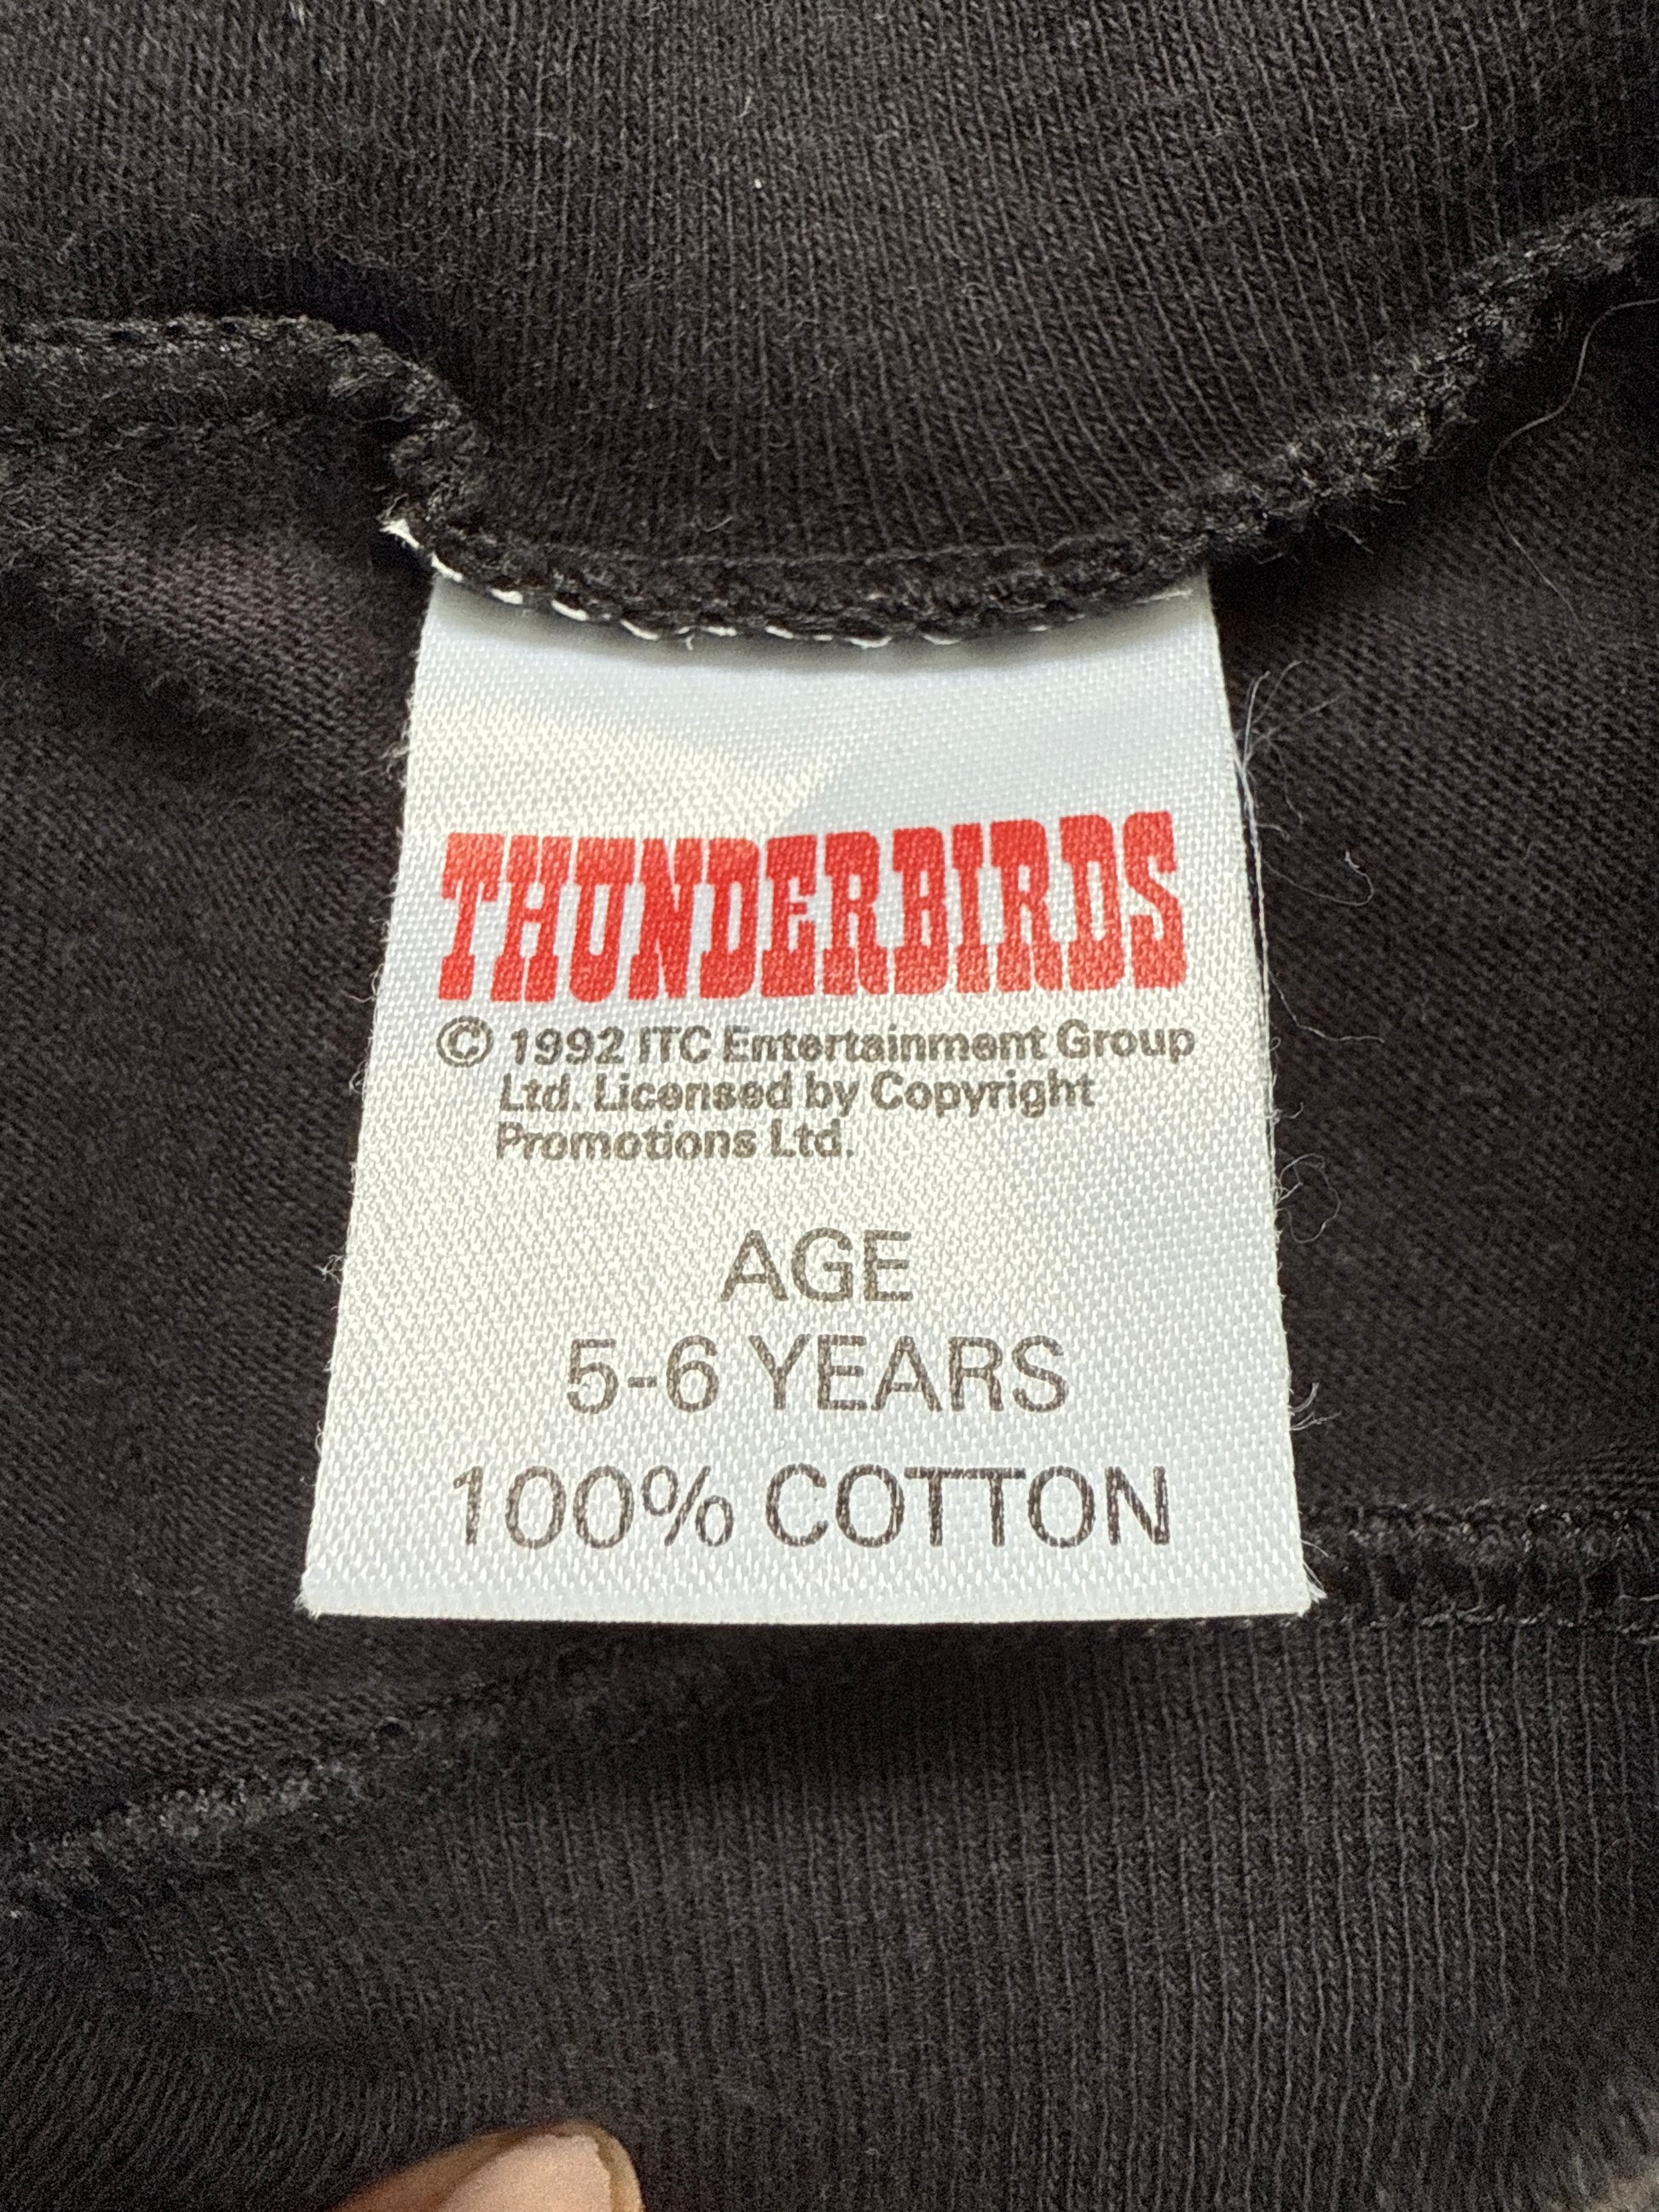 THUNDERBIRDS
© 1992 ITC Entertainment Group
Ltd. Licensed by Copyright
Promotions Ltd.
AGE
5-6 YEARS
100% COTTON